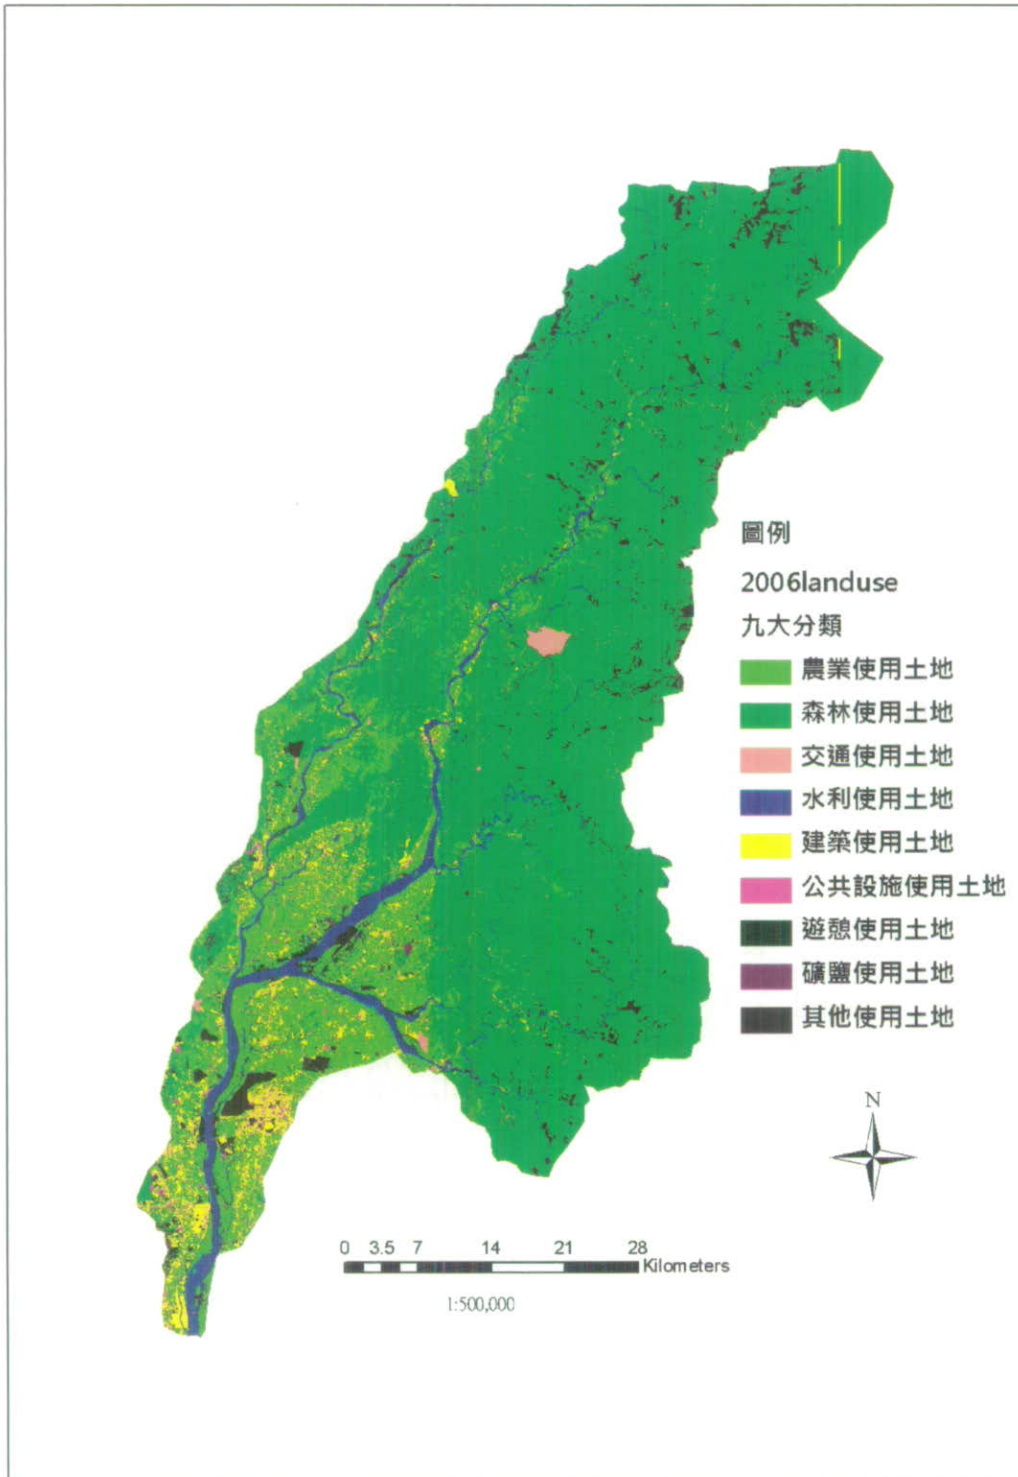 圖例
2006landuse
九大分類
農業使用土地
森林使用土地
交通使用土地
水利使用土地
建築使用土地
公共設施使用土地
遊憩使用土地
礦鹽使用土地
其他使用土地
N
0 3.5 7 14 21 28
Kilometers
1:500,000